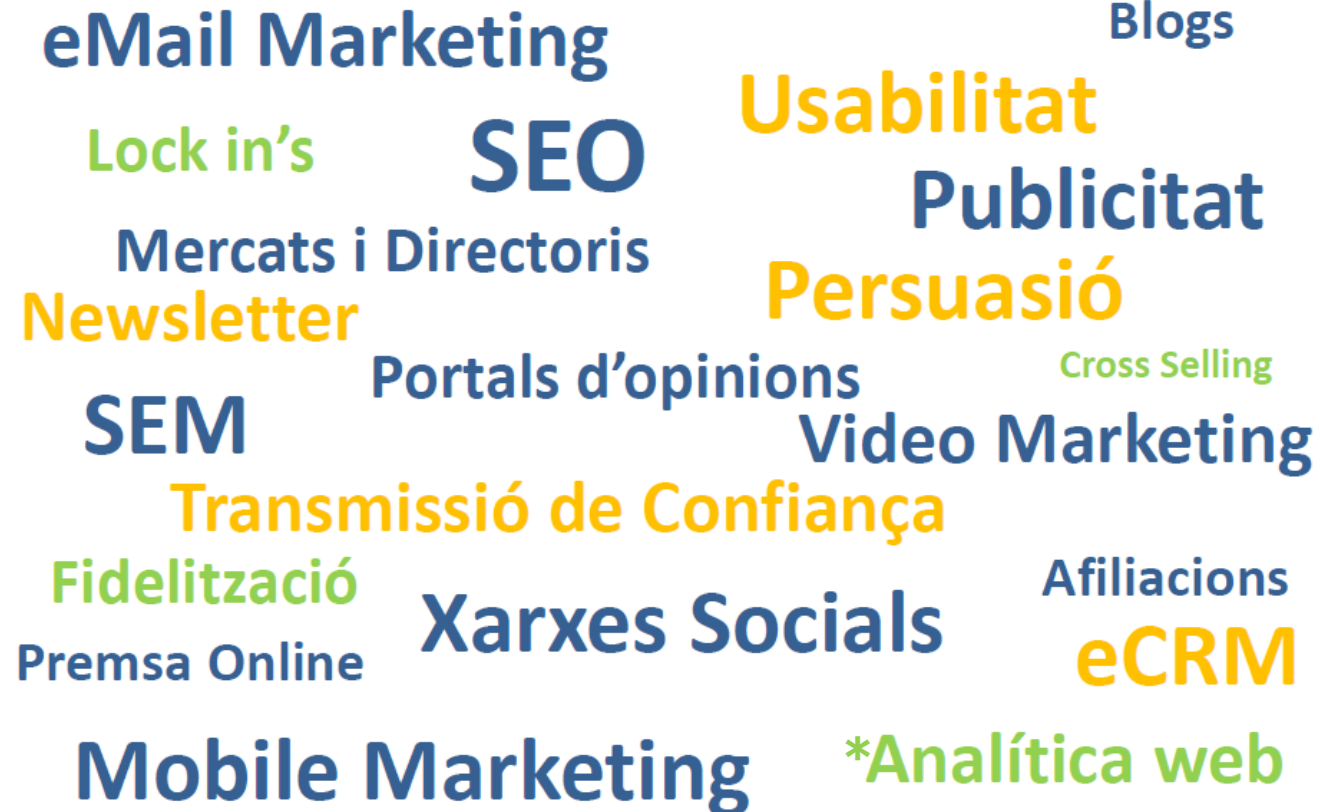 eMail Marketing
Blogs
Usabilitat
Lock in’s
SEO
Publicitat
Mercats i Directoris
Persuasió
Newsletter
Portals d’opinions
Cross Selling
SEM
Video Marketing
Transmissió de Confiança
Fidelització
Afiliacions
Xarxes Socials
Premsa Online
eCRM
Mobile Marketing
*Analítica web